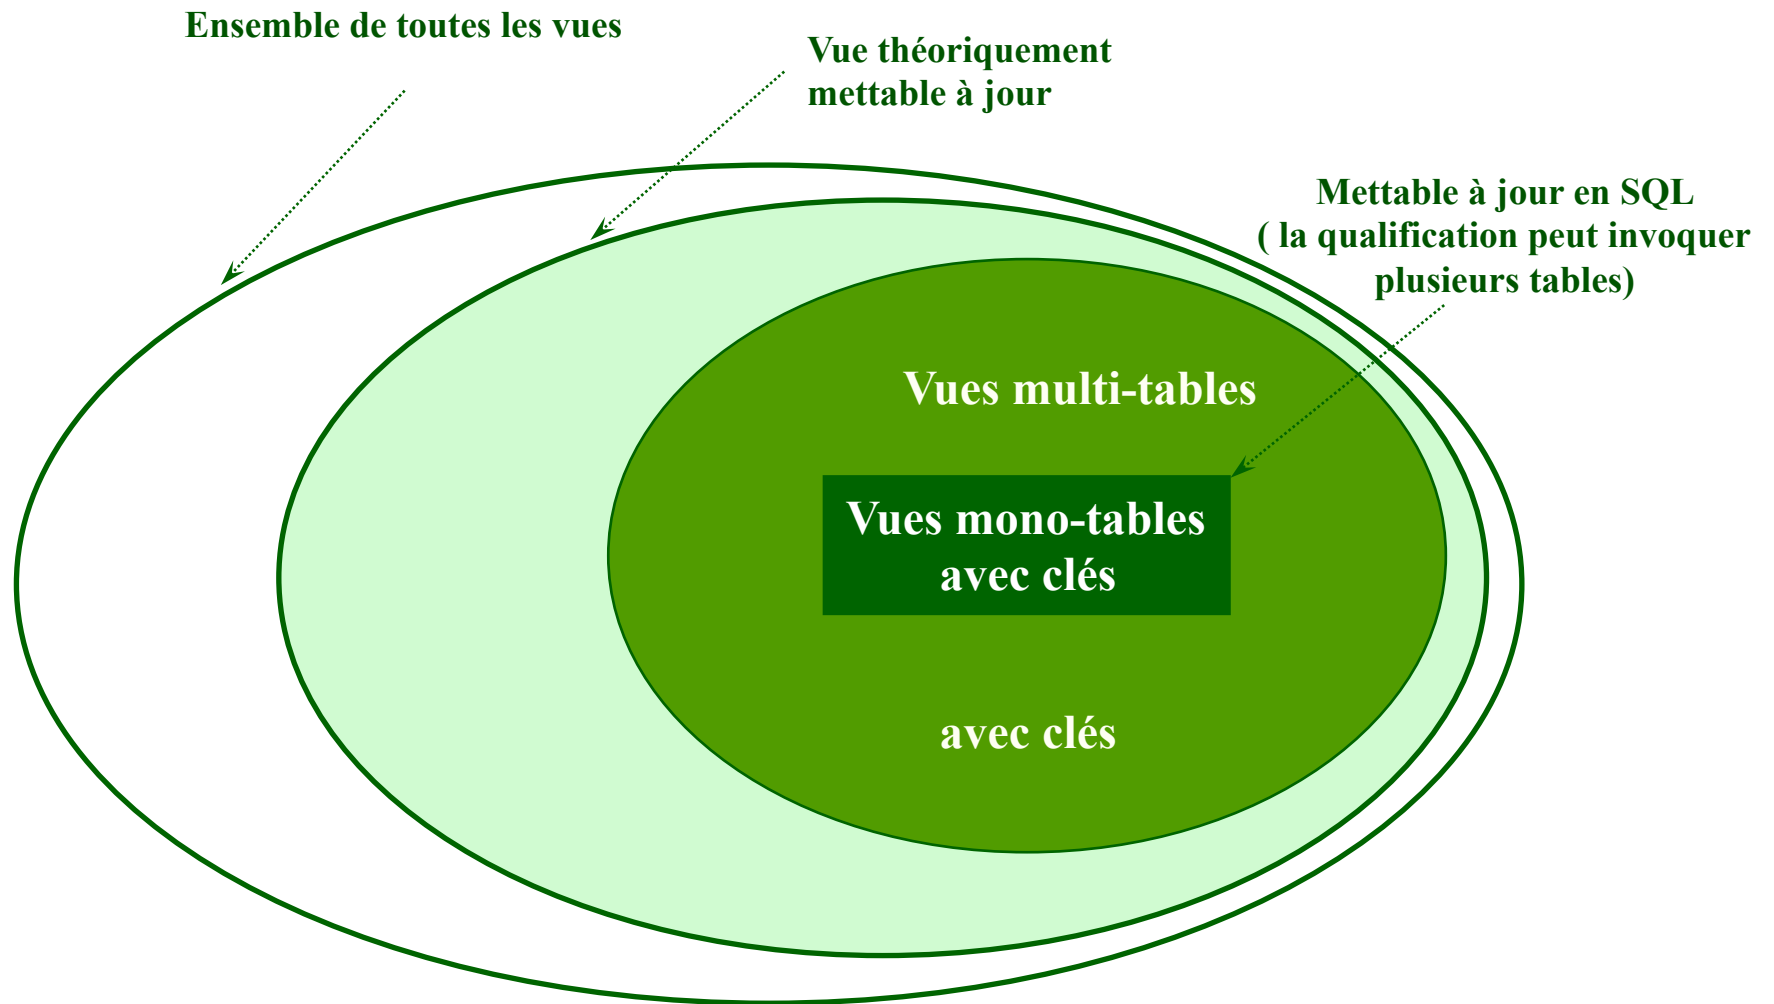 Ensemble de toutes les vues
Vue théoriquement
mettable à jour
Mettable à jour en SQL
( la qualification peut invoquer
plusieurs tables)
Vues multi-tables
Vues mono-tables
avec clés
avec clés